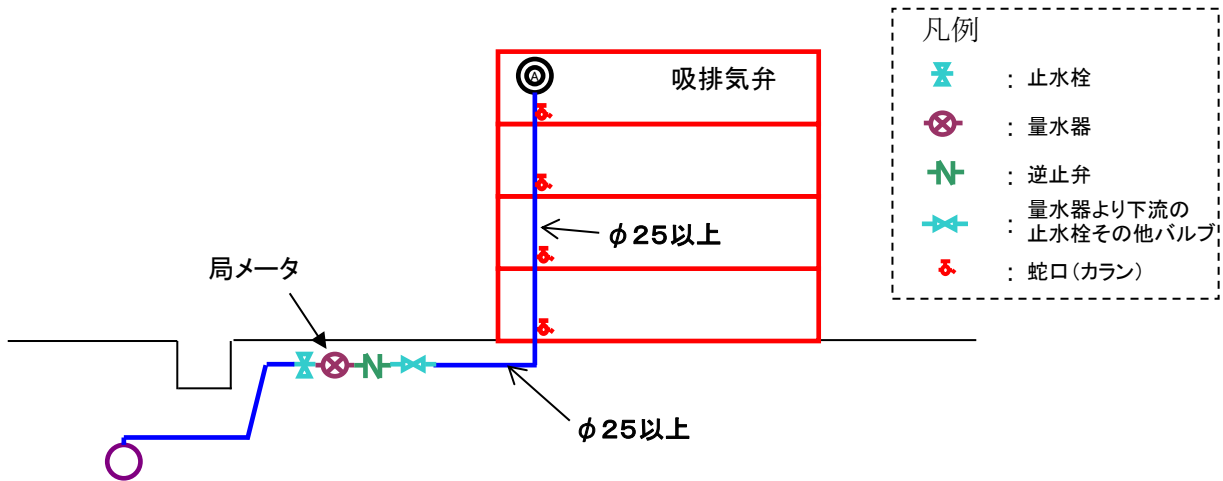 凡例
: 止水栓
: 量水器
: 逆止弁
: 量水器より下流の
止水栓その他バルブ
: 蛇口（カラン）
A
吸排気弁
φ25以上
局メータ
φ25以上